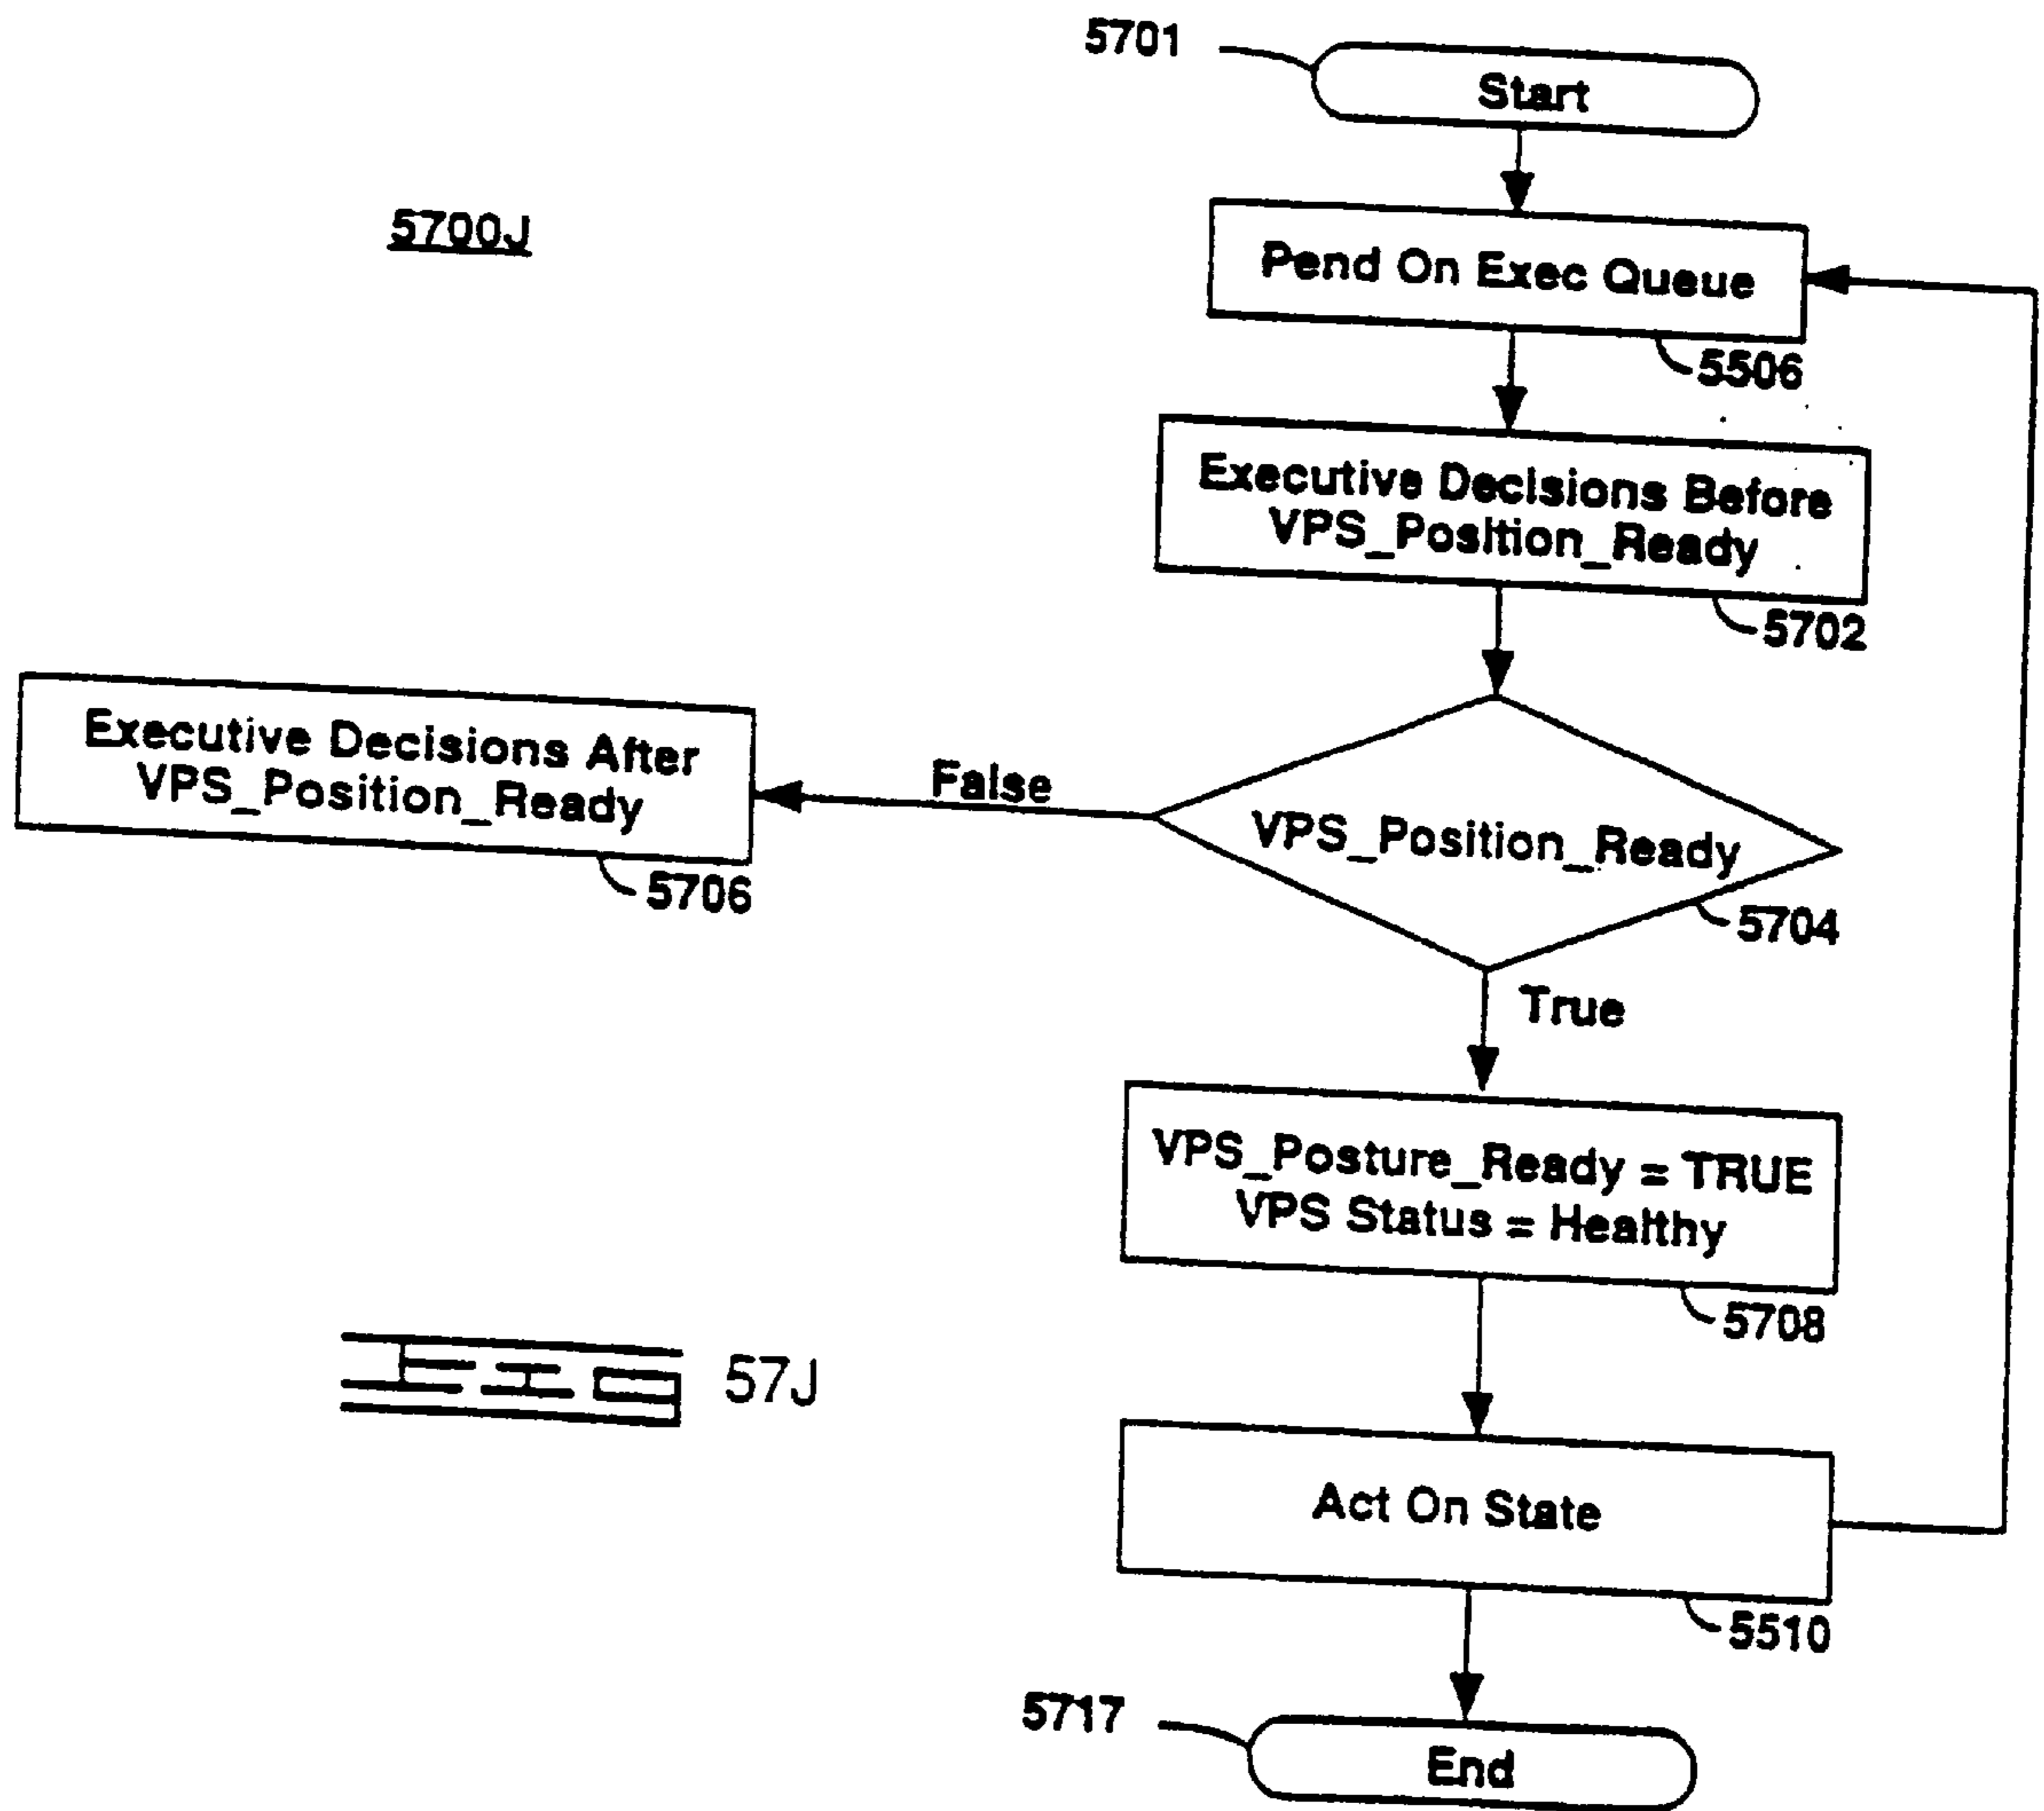 5701
Start
5700J
Pend On Exec Queue
5506
Executive Decisions Before
VPS_Position_Ready
5702
Executive Decisions After
VPS_Position_Ready
5706
False
VPS_Position_Ready
5704
True
VPS_Posture_Ready = TRUE
VPS Status = Healthy
5708
FIG 57J
Act On State
5510
5717
End